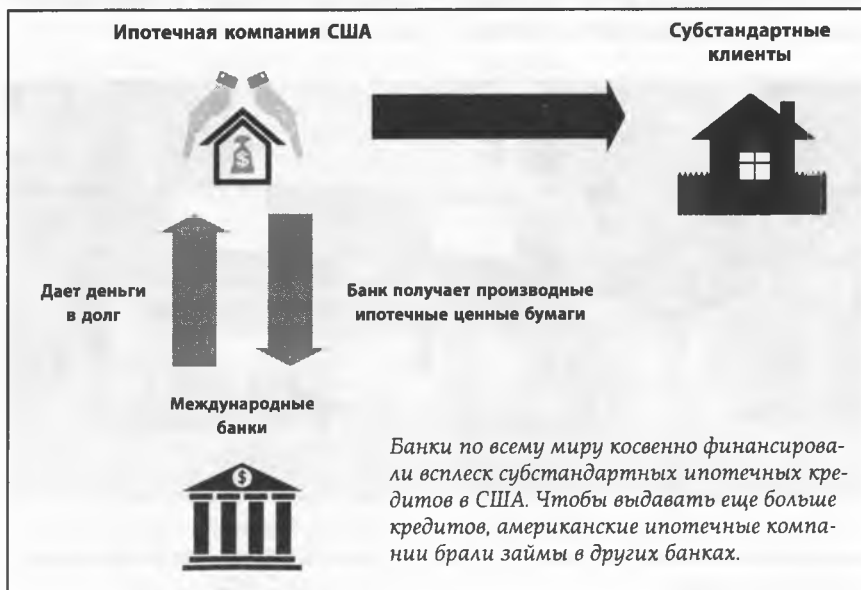 Ипотечная компания США
Субстандартные
клиенты
$
Дает деньги
в долг
Банк получает производные
ипотечные ценные бумаги
Международные
банки
$
Банки по всему миру косвенно финансирова-
ли всплеск субстандартных ипотечных кре-
дитов в США. Чтобы выдавать еще больше
кредитов, американские ипотечные компа-
нии брали займы в других банках.